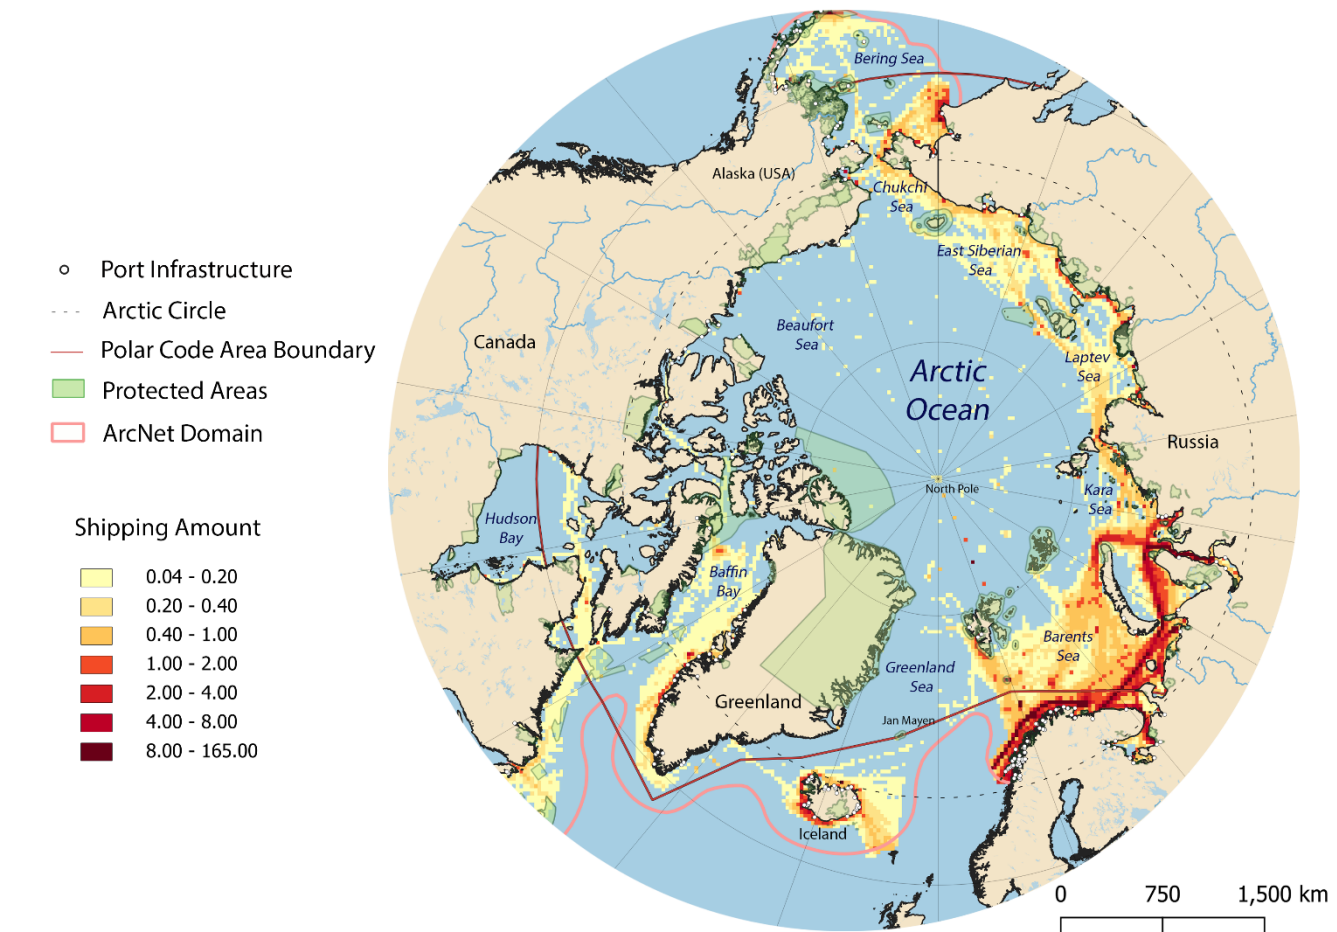 Port Infrastructure
Arctic Circle
Polar Code Area Boundary
Protected Areas
ArcNet Domain
Shipping Amount
0.04 - 0.20
0.20 - 0.40
0.40 - 1.00
1.00 - 2.00
2.00 - 4.00
4.00 - 8.00
8.00 - 165.00
Bering Sea
Alaska (USA)
Chukchi
Sea
East Siberian
Sea
Beaufort
Sea
Canada
Laptev
Sea
Arctic
Ocean
Russia
North Pole
Kara
Sea
Hudson
Bay
Baffin
Bay
Barents
Sea
Greenland
Sea
Greenland
Jan Mayen
Iceland
0 750 1,500 km